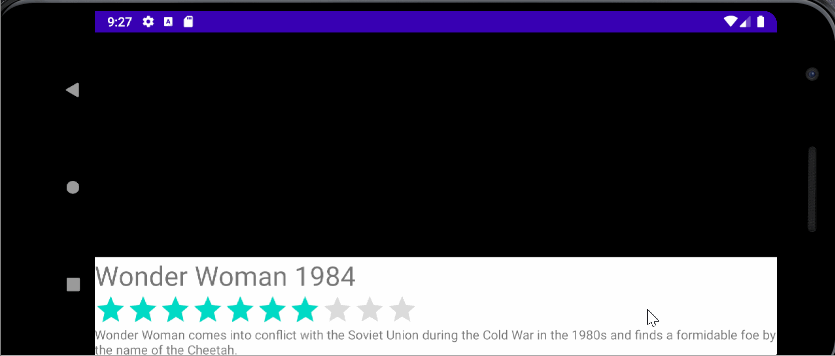 9:27
Wonder Woman 1984
Wonder Woman comes into conflict with the Soviet Union during the Cold War in the 1980s and finds a formidable foe by
the name of the Cheetah.